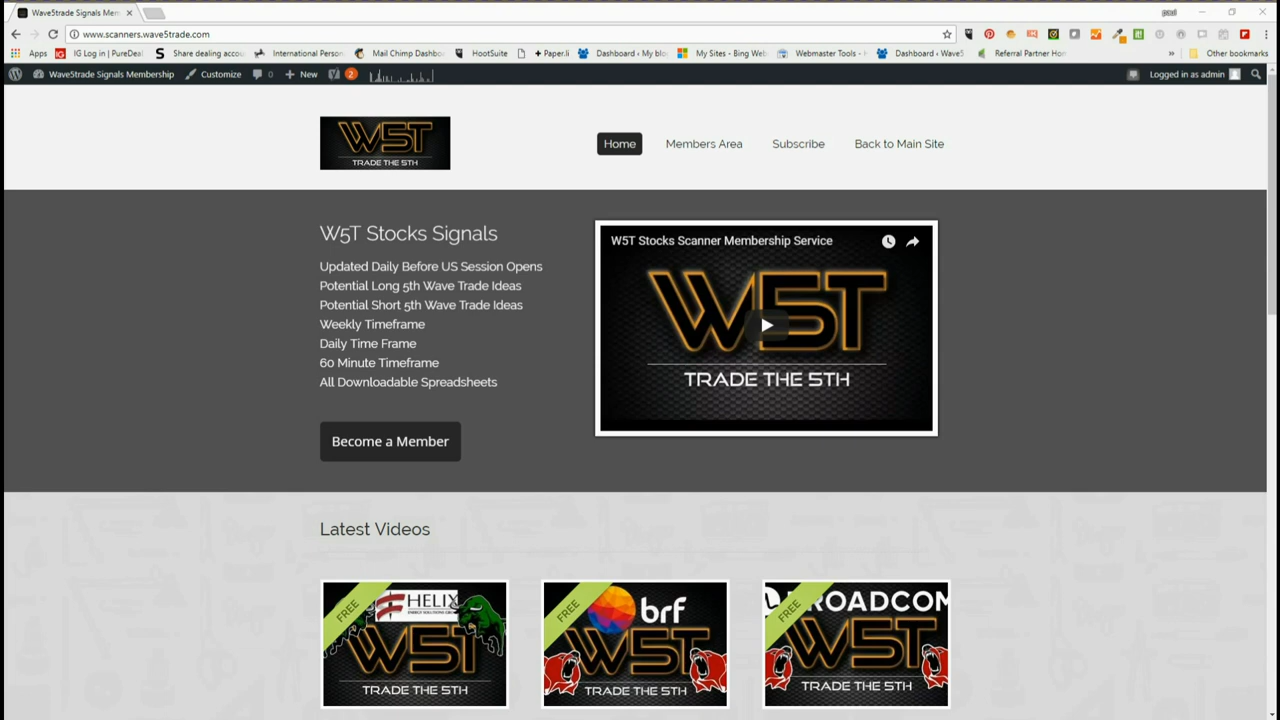 Wave5trade Signals Mem
paul
www.scanners.wave5trade.com
Apps
IG Log in | PureDeal
Share dealing accou
International Person
Mail Chimp Dashbo
HootSuite
+ Paper.li
Dashboard ‹ My blo
My Sites - Bing Web
Webmaster Tools - H
Dashboard ‹ Wave5
Referral Partner Hom
»
Other bookmarks
Wave5trade Signals Membership
Customize
0
New
2
Logged in as admin
W5T
TRADE THE 5TH
Home
Members Area
Subscribe
Back to Main Site
W5T Stocks Signals
Updated Daily Before US Session Opens
Potential Long 5th Wave Trade Ideas
Potential Short 5th Wave Trade Ideas
Weekly Timeframe
Daily Time Frame
60 Minute Timeframe
All Downloadable Spreadsheets
Become a Member
W5T Stocks Scanner Membership Service
W5T
TRADE THE 5TH
Latest Videos
FREE
HELIX
W5T
TRADE THE 5TH
FREE
brf
W5T
TRADE THE 5TH
FREE
BROADCOM
W5T
TRADE THE 5TH